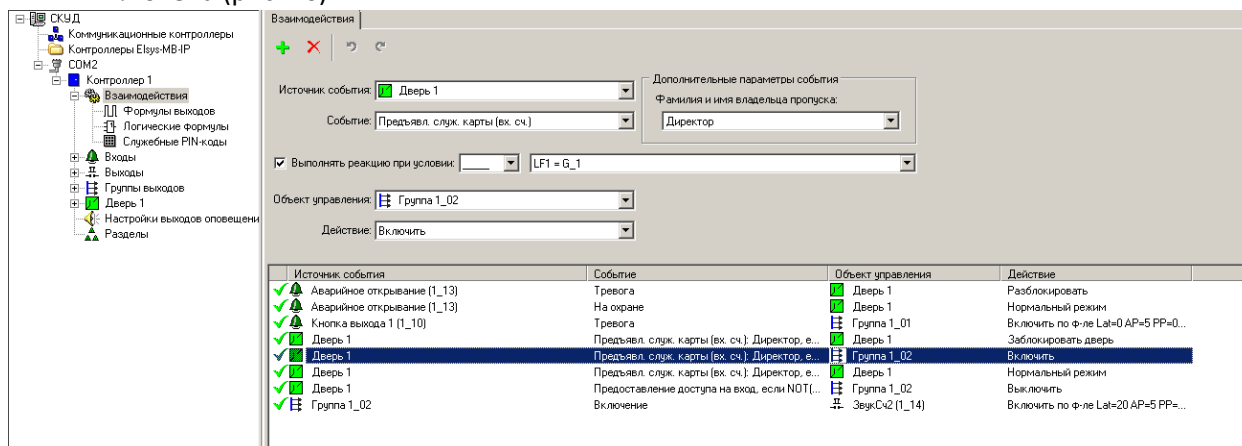 СКУД
Коммуникационные контроллеры
Контроллеры Elsys-MB-IP
COM2
Контроллер 1
Взаимодействия
Формулы выходов
Логические формулы
Служебные PIN-коды
Входы
Выходы
Группы выходов
Дверь 1
Настройки выходов оповещени
Разделы
Взаимодействия
Источник события: Дверь 1
Событие: Предъявл. служ. карты (вх. сч.)
Дополнительные параметры события
Фамилия и имя владельца пропуска:
Директор
Выполнять реакцию при условии: ____ LF1 = G_1
Объект управления: Группа 1_02
Действие: Включить
Источник события Событие Объект управления Действие
Аварийное открывание (1_13) Тревога Дверь 1 Разблокировать
Аварийное открывание (1_13) На охране Дверь 1 Нормальный режим
Кнопка выхода 1 (1_10) Тревога Группа 1_01 Включить по ф-ле Lat=0 AP=5 PP=0...
Дверь 1 Предъявл. служ. карты (вх. сч.): Директор, е... Дверь 1 Заблокировать дверь
Дверь 1 Предъявл. служ. карты (вх. сч.): Директор, е... Группа 1_02 Включить
Дверь 1 Предъявл. служ. карты (вх. сч.): Директор, е... Дверь 1 Нормальный режим
Дверь 1 Предоставление доступа на вход, если NOT(... Группа 1_02 Выключить
Группа 1_02 Включение ЗвукСч2 (1_14) Включить по ф-ле Lat=20 AP=5 PP=...